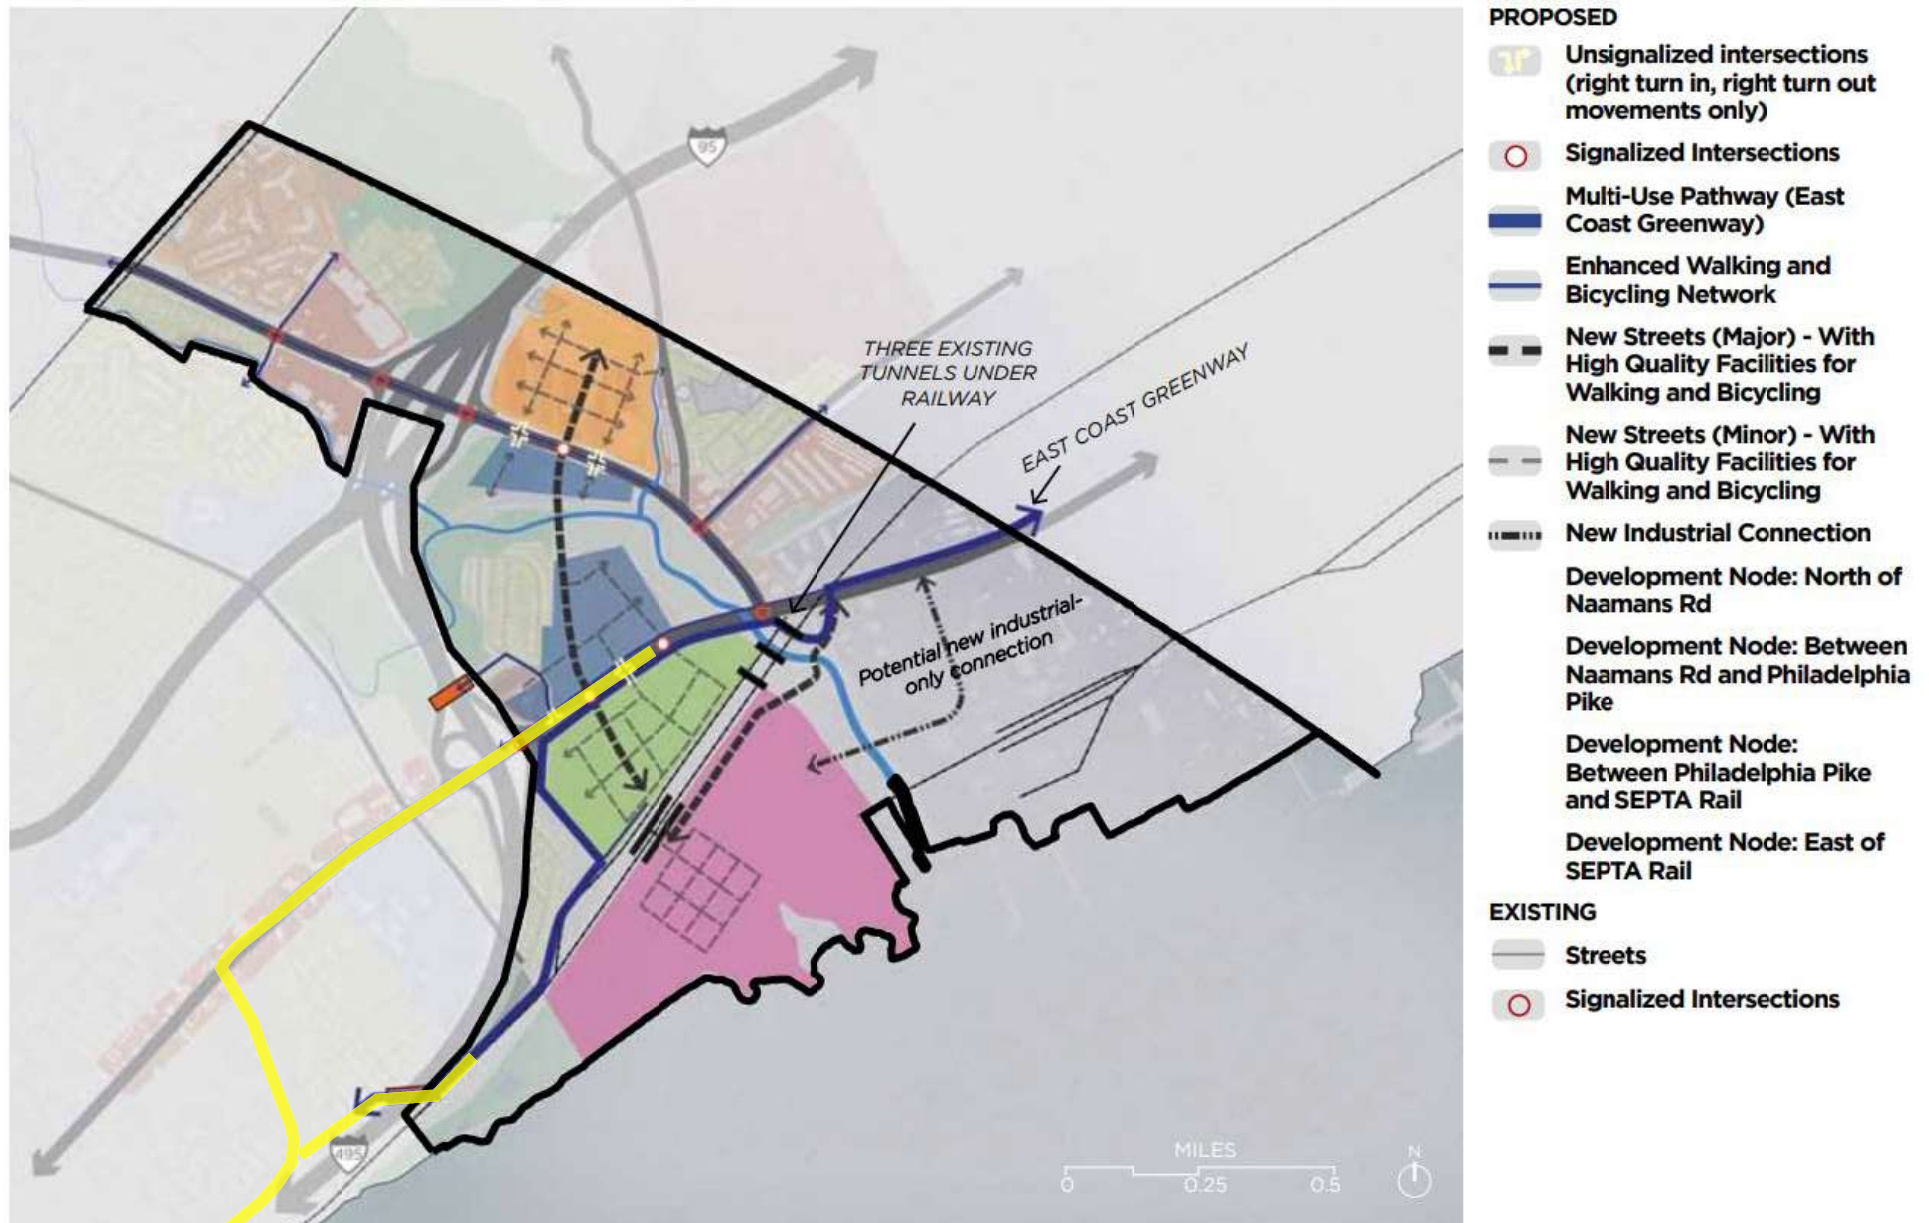 95
THREE EXISTING
TUNNELS UNDER
RAILWAY
EAST COAST GREENWAY
Potential new industrial-
only connection
495
MILES
0
0.25
0.5
N
PROPOSED
Unsignalized intersections
(right turn in, right turn out
movements only)
Signalized Intersections
Multi-Use Pathway (East
Coast Greenway)
Enhanced Walking and
Bicycling Network
New Streets (Major) - With
High Quality Facilities for
Walking and Bicycling
New Streets (Minor) - With
High Quality Facilities for
Walking and Bicycling
New Industrial Connection
Development Node: North of
Naamans Rd
Development Node: Between
Naamans Rd and Philadelphia
Pike
Development Node:
Between Philadelphia Pike
and SEPTA Rail
Development Node: East of
SEPTA Rail
EXISTING
Streets
Signalized Intersections